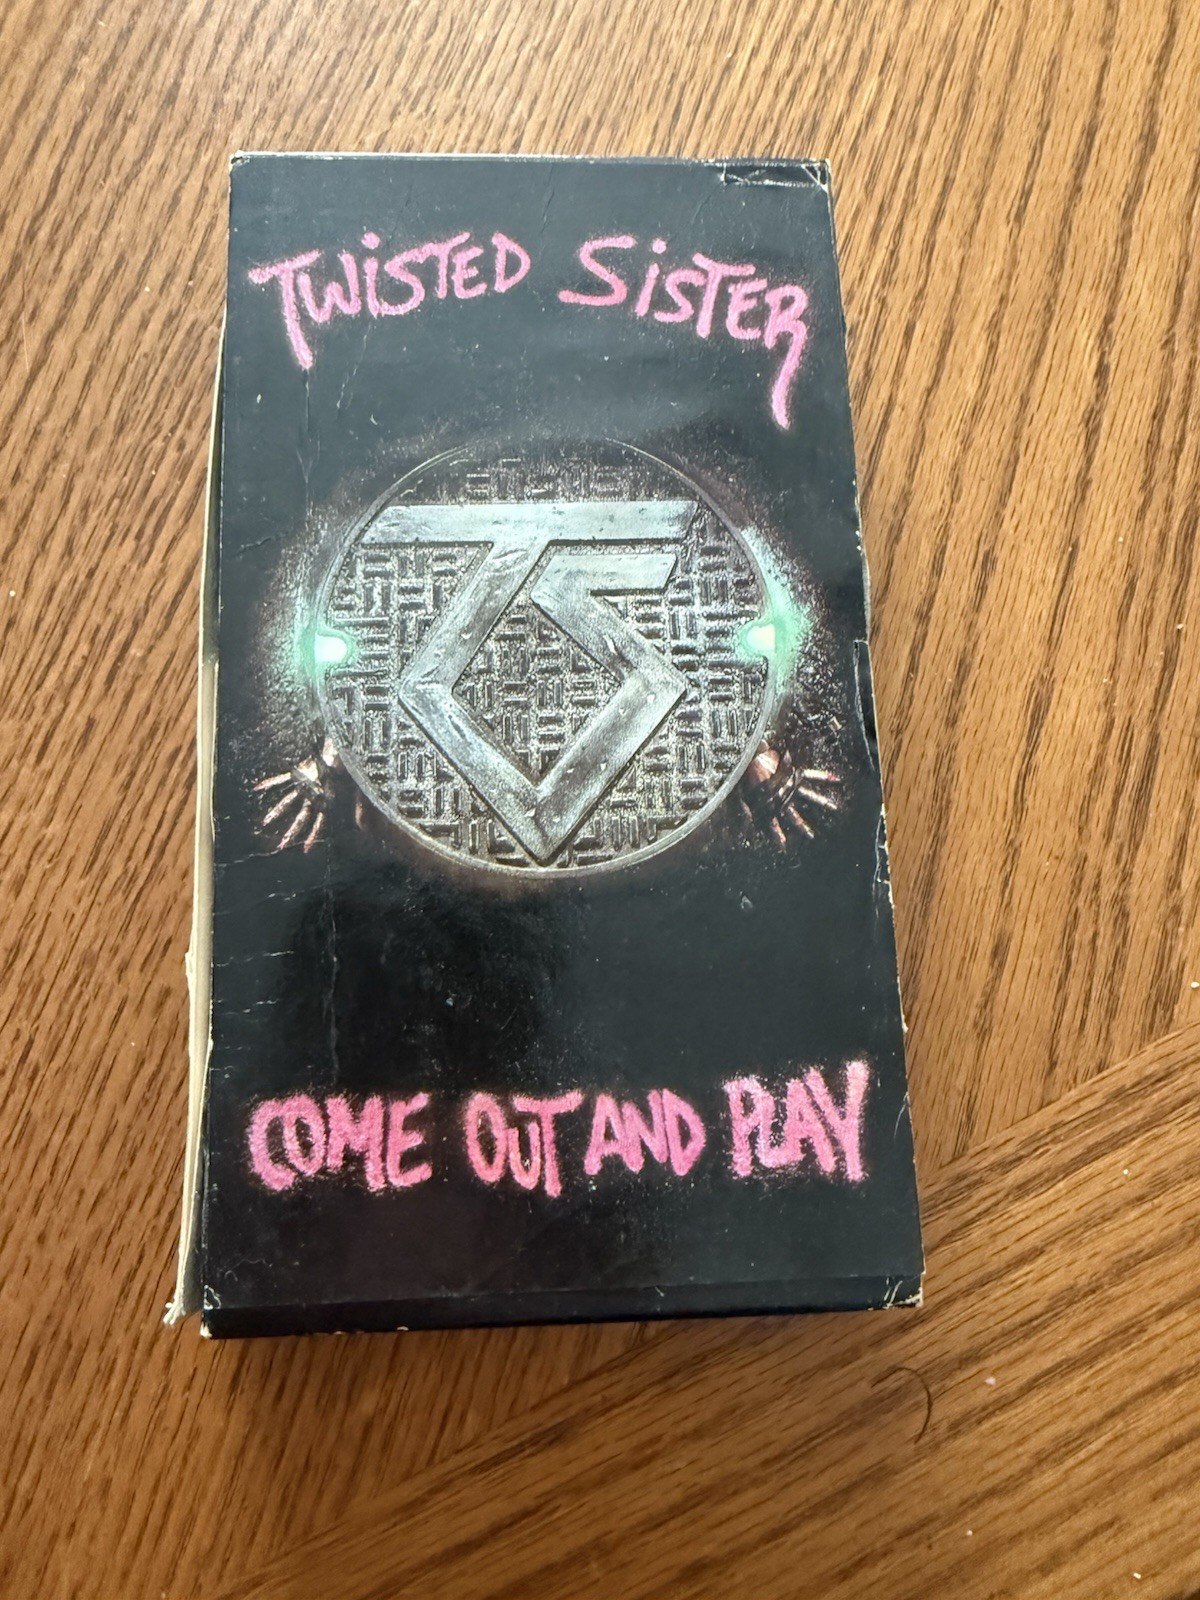 TWiSTED SiSTER
TS
COME OUT AND PLAY